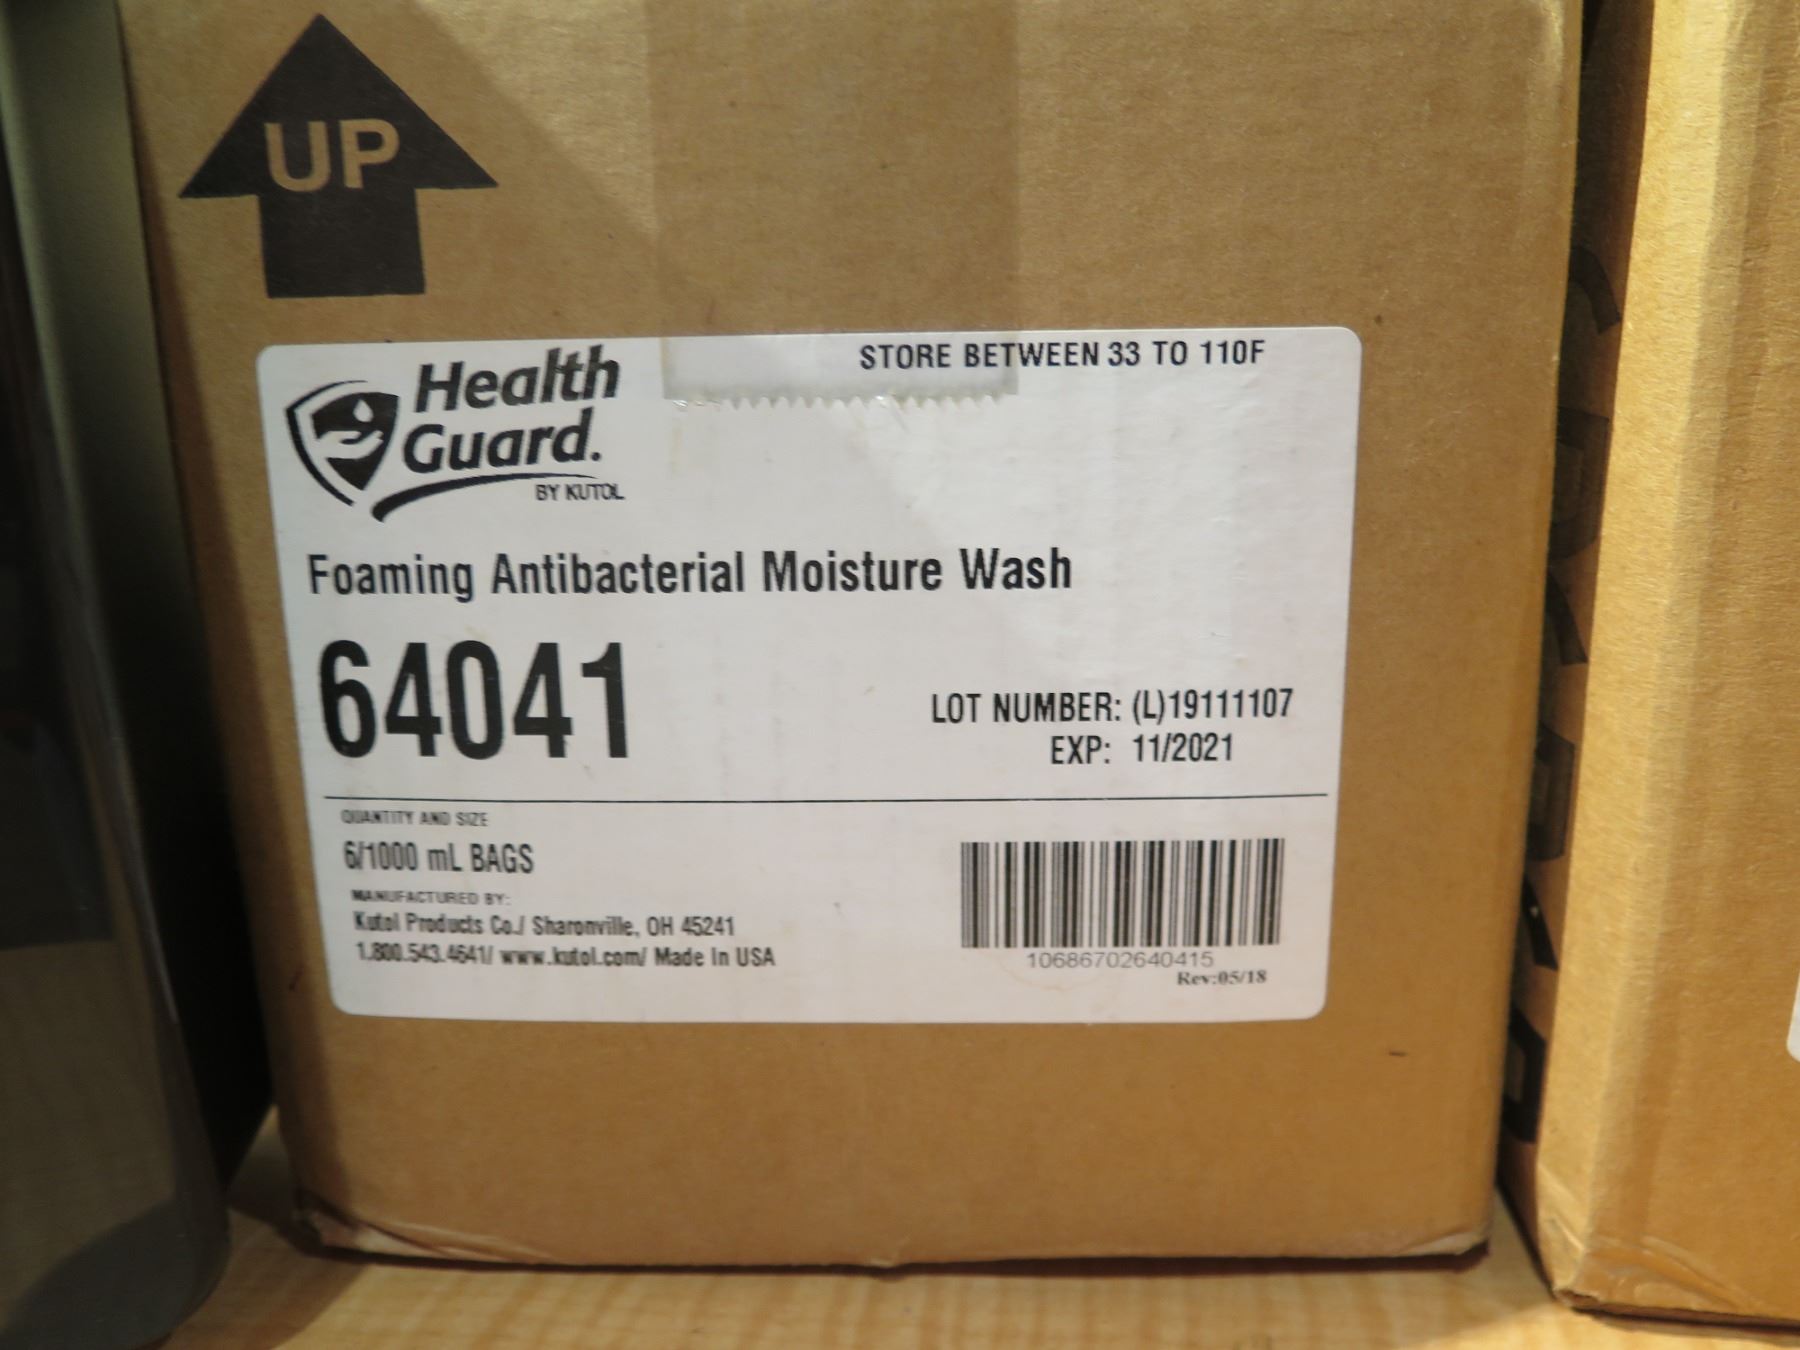 UP
Health
Guard.
BY KUTOL
STORE BETWEEN 33 TO 110F
Foaming Antibacterial Moisture Wash
64041
LOT NUMBER: (L)19111107
EXP: 11/2021
QUANTITY AND SIZE
6/1000 mL BAGS
MANUFACTURED BY:
Kutol Products Co./ Sharonville, OH 45241
1.800.543.4641/ www.kutol.com/ Made In USA
10686702640415
Rev:05/18